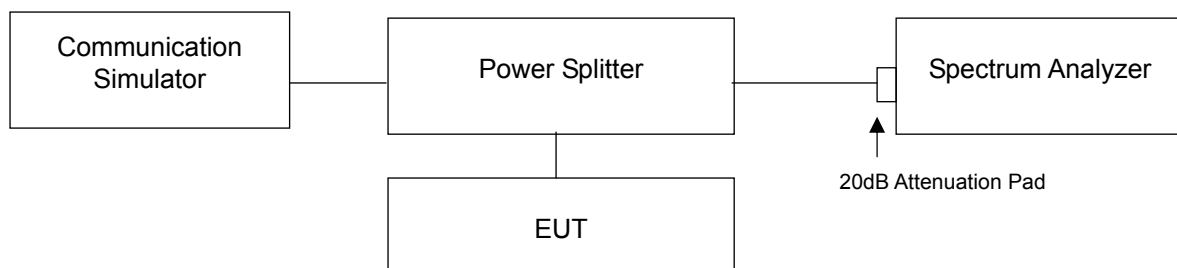 Communication
Simulator
Power Splitter
Spectrum Analyzer
20dB Attenuation Pad
EUT